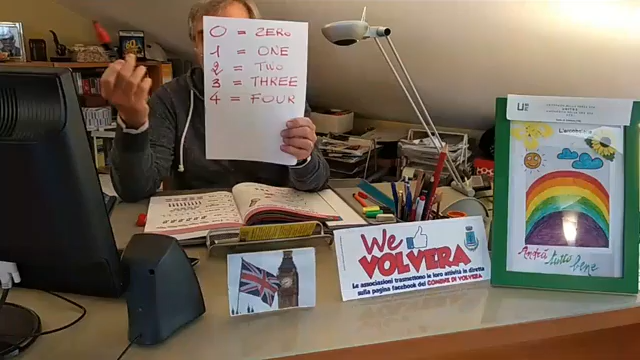 0 = ZERO
1 = ONE
2 = TWO
3 = THREE
4 = FOUR
We
VOLVERA
Le associazioni trasmettono le loro attività in diretta
sulla pagina facebook del COMUNE DI VOLVERA
L'arcobaleno
Andrà tutto bene